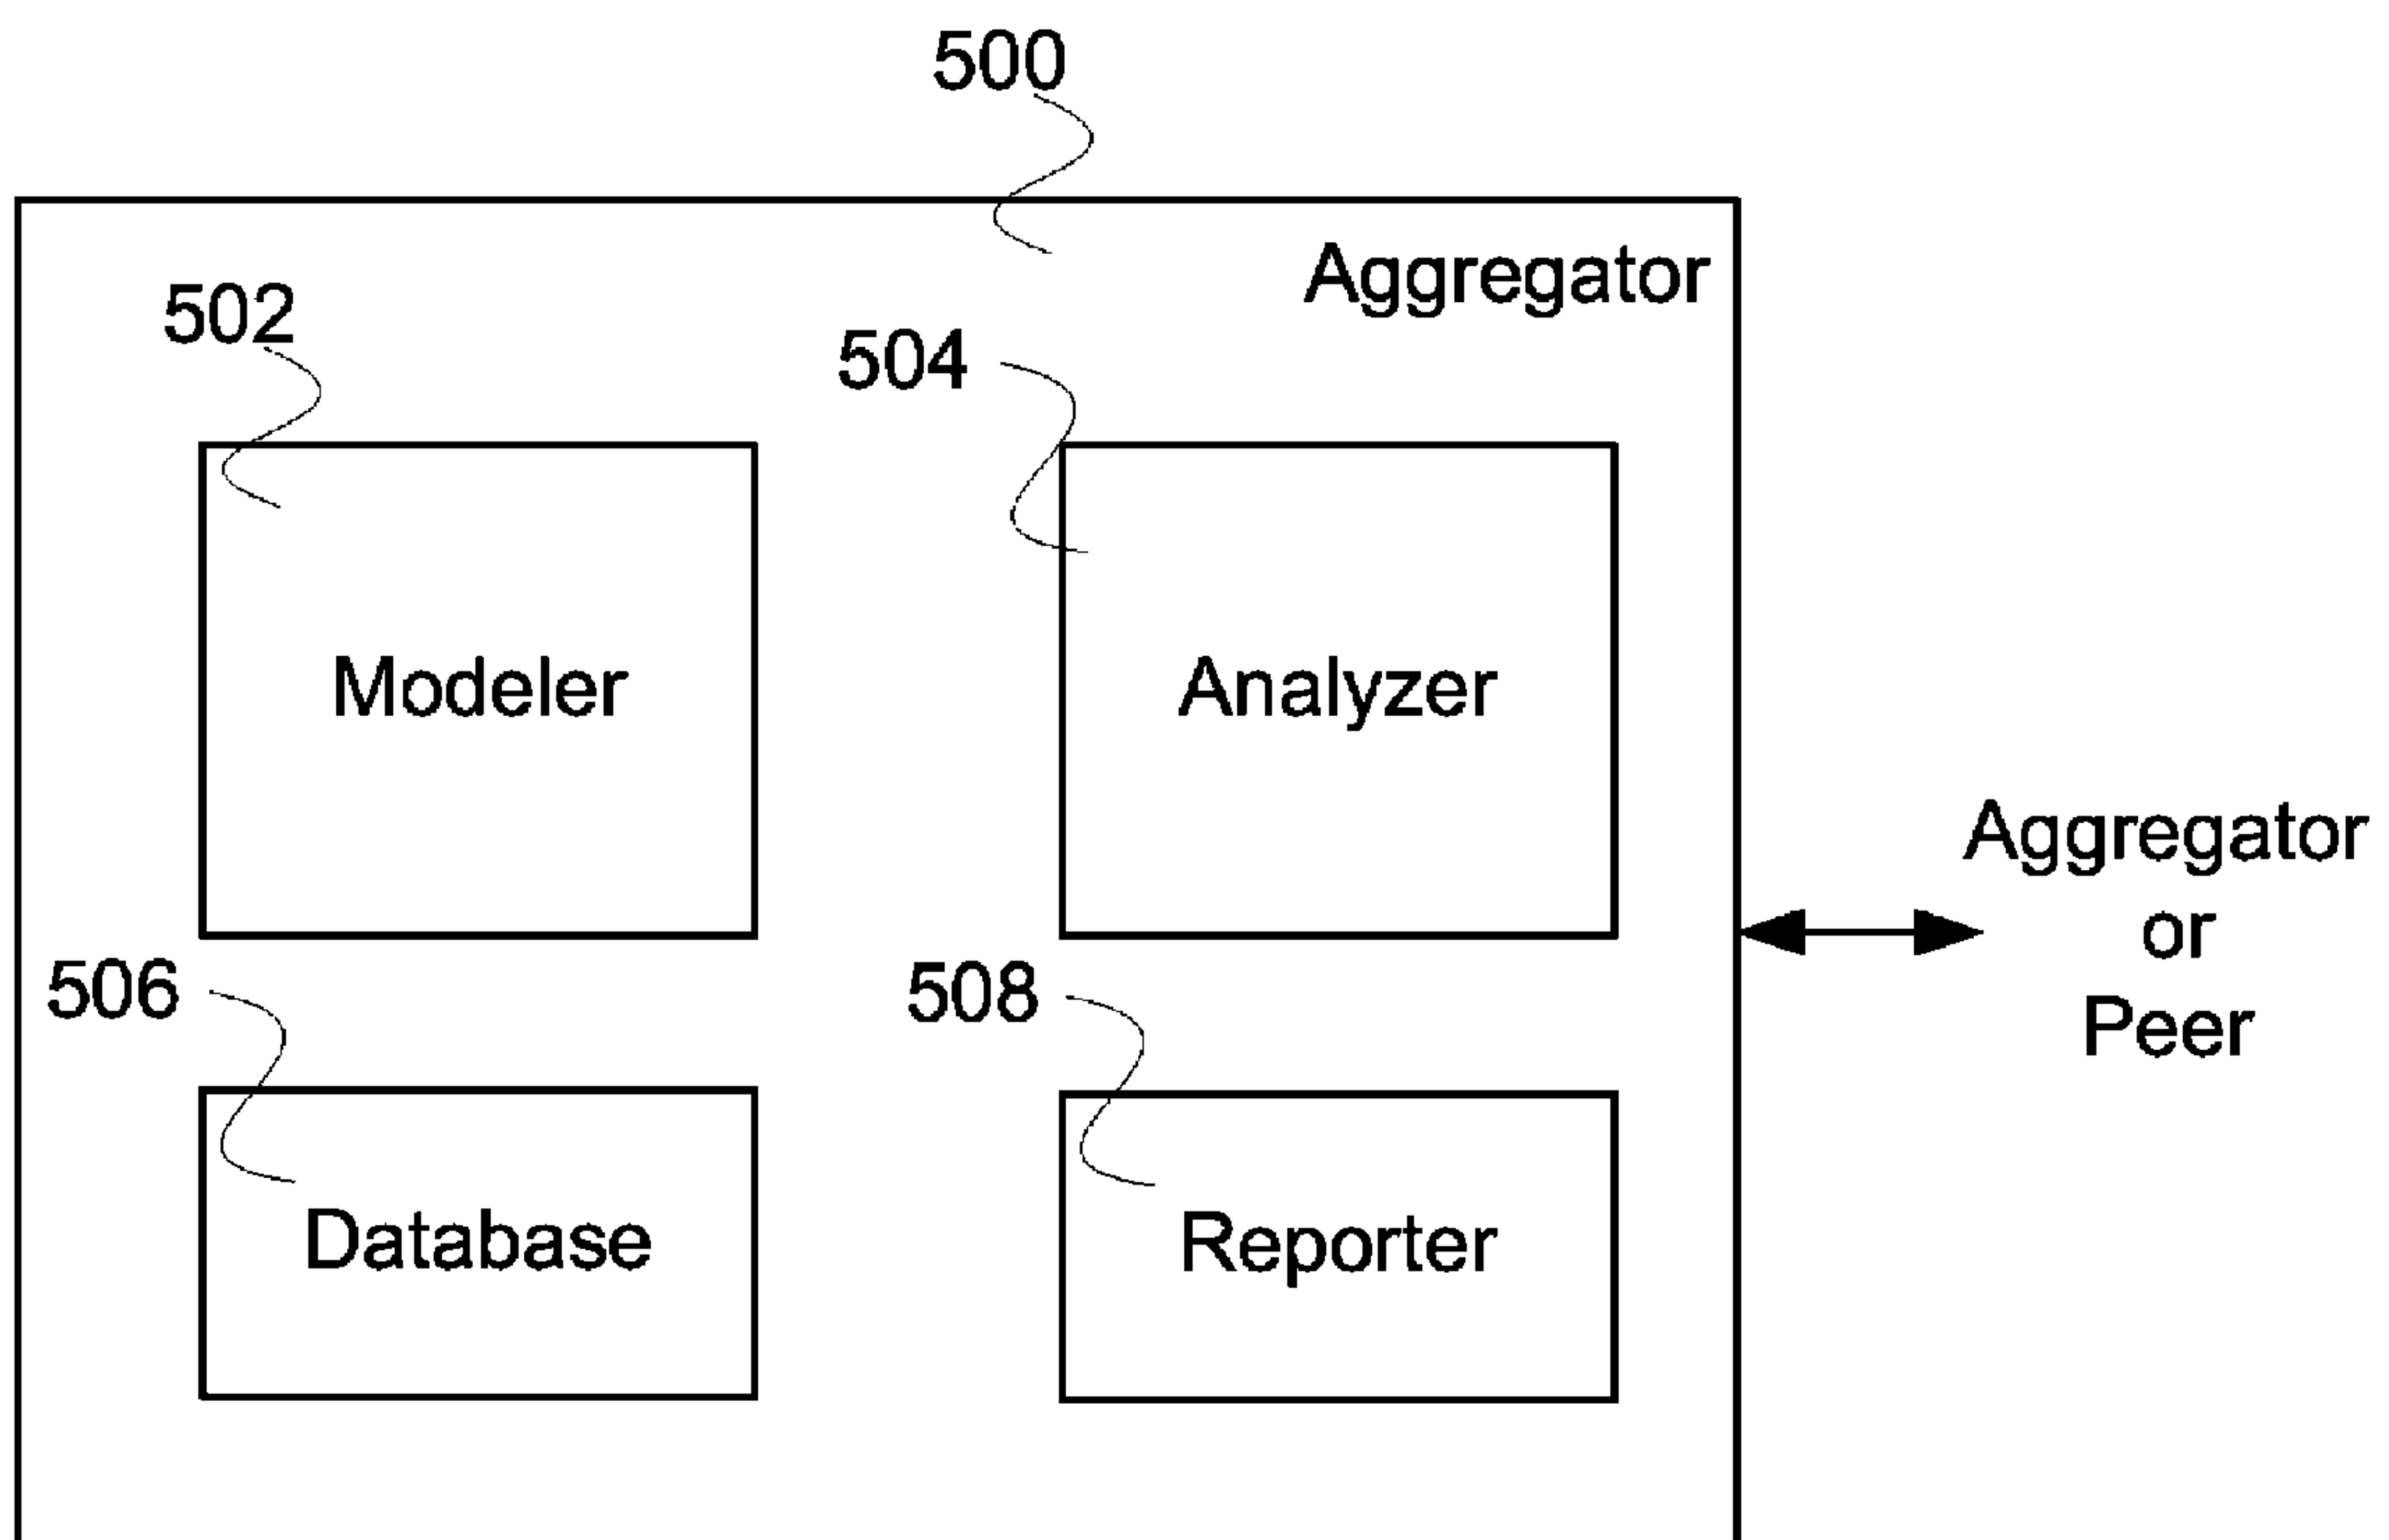 500
Aggregator
502
504
Modeler
Analyzer
Aggregator
or
Peer
506
508
Database
Reporter